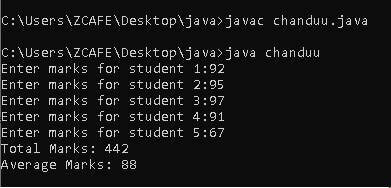 C:\Users\ZCAFE\Desktop\java>javac chanduu.java
C:\Users\ZCAFE\Desktop\java>java chanduu
Enter marks for student 1:92
Enter marks for student 2:95
Enter marks for student 3:97
Enter marks for student 4:91
Enter marks for student 5:67
Total Marks: 442
Average Marks: 88